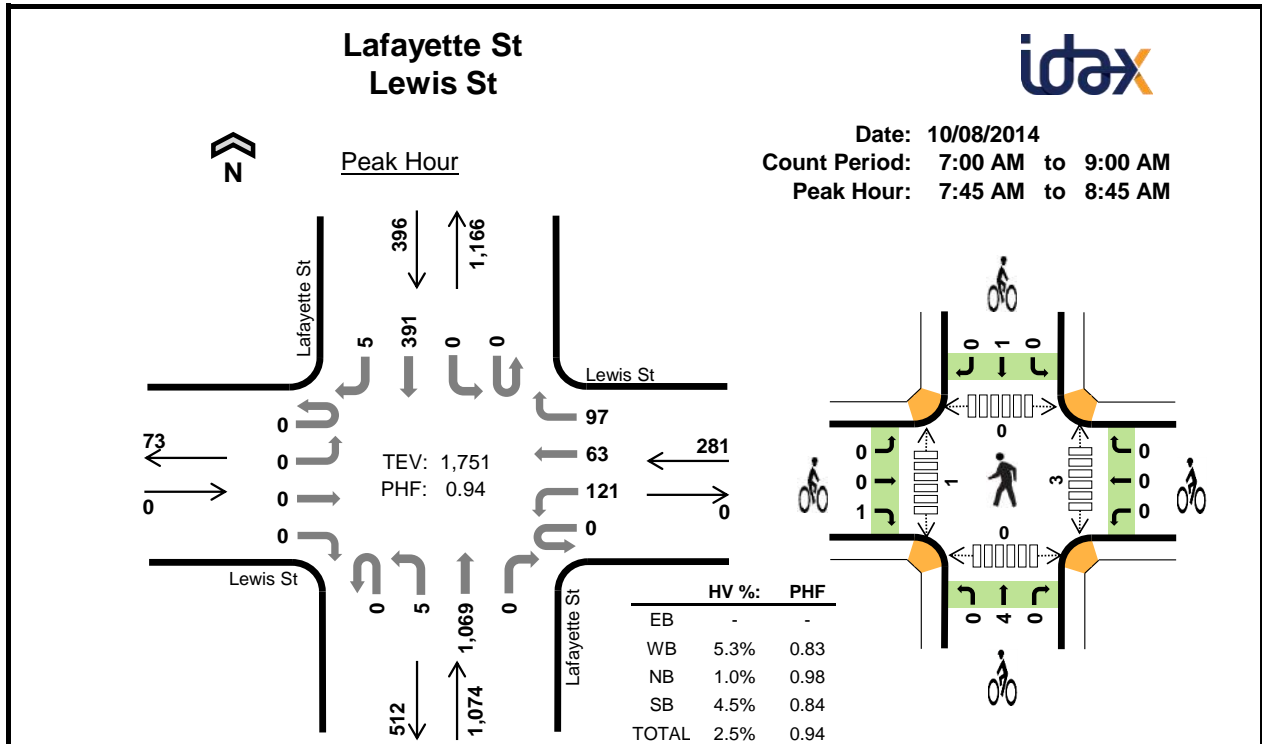 Lafayette St
Lewis St
idax
N
Peak Hour
Date: 10/08/2014
Count Period: 7:00 AM to 9:00 AM
Peak Hour: 7:45 AM to 8:45 AM
396
1,166
Lafayette St
5
391
0
0
Lewis St
97
63
121
0
281
0
73
0
0
0
0
0
TEV: 1,751
PHF: 0.94
Lewis St
0
5
1,069
0
Lafayette St
512
1,074
HV %: PHF
EB - -
WB 5.3% 0.83
NB 1.0% 0.98
SB 4.5% 0.84
TOTAL 2.5% 0.94
0 1 0
0
0
0
1
1
3
0
0
0
0
0 4 0